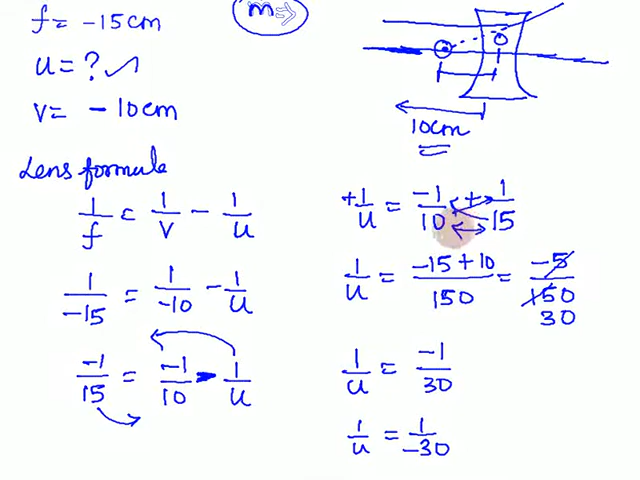 f = -15cm
u = ?
v = - 10cm
m⇒
10cm
Lens formula
1/f = 1/v - 1/u
1/-15 = 1/-10 - 1/u
-1/15 = -1/10 - 1/u
+1/u = -1/10 + 1/15
1/u = -15+10/150 = -5/150
30
1/u = -1/30
1/u = 1/-30